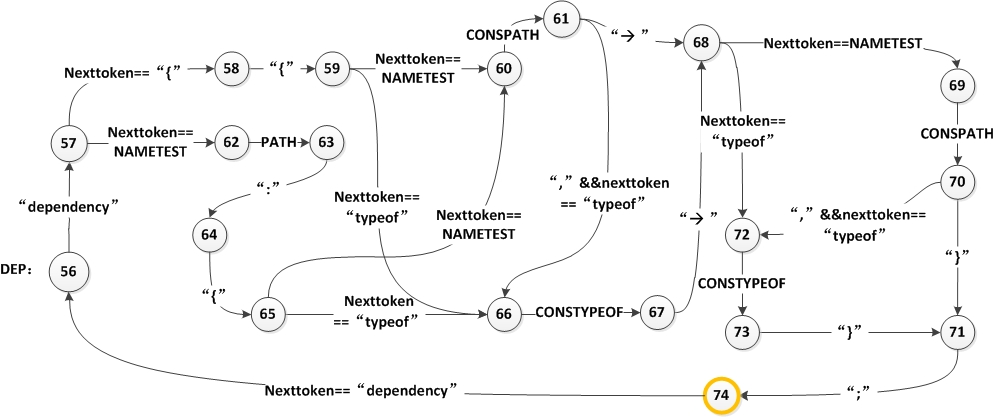 61
CONSPATH
“→”
68
Nexttoken==NAMETEST
Nexttoken== “{”
58
“{”
59
Nexttoken==
NAMETEST
60
69
57
Nexttoken==
NAMETEST
62
PATH
63
Nexttoken==
“typeof”
CONSPATH
“:”
“dependency”
Nexttoken==
“typeof”
“,” &&nexttoken
== “typeof”
70
64
Nexttoken==
NAMETEST
“→”
72
“,” &&nexttoken==
“typeof”
DEP:
56
“}”
“{”
65
Nexttoken
== “typeof”
66
CONSTYPEOF
67
CONSTYPEOF
73
“}”
71
Nexttoken== “dependency”
74
“;”